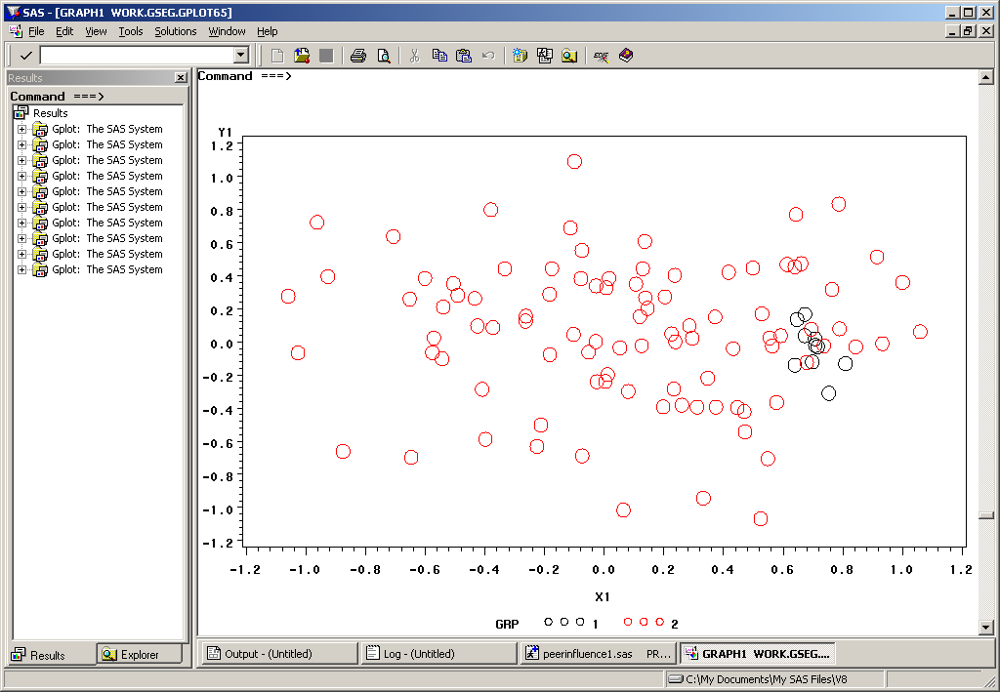 SAS - [GRAPH1 WORK.GSEG.GPLOT65]
File Edit View Tools Solutions Window Help
Results
Command ===>
Results
Gplot: The SAS System
Gplot: The SAS System
Gplot: The SAS System
Gplot: The SAS System
Gplot: The SAS System
Gplot: The SAS System
Gplot: The SAS System
Gplot: The SAS System
Gplot: The SAS System
Gplot: The SAS System
Results Explorer
Command ===>
Y1
1.2
1.0
0.8
0.6
0.4
0.2
0.0
-0.2
-0.4
-0.6
-0.8
-1.0
-1.2
-1.2 -1.0 -0.8 -0.6 -0.4 -0.2 0.0 0.2 0.4 0.6 0.8 1.0 1.2
X1
GRP 1 2
Output - (Untitled) Log - (Untitled) peerinfluence1.sas PR... GRAPH1 WORK.GSEG....
C:\My Documents\My SAS Files\V8